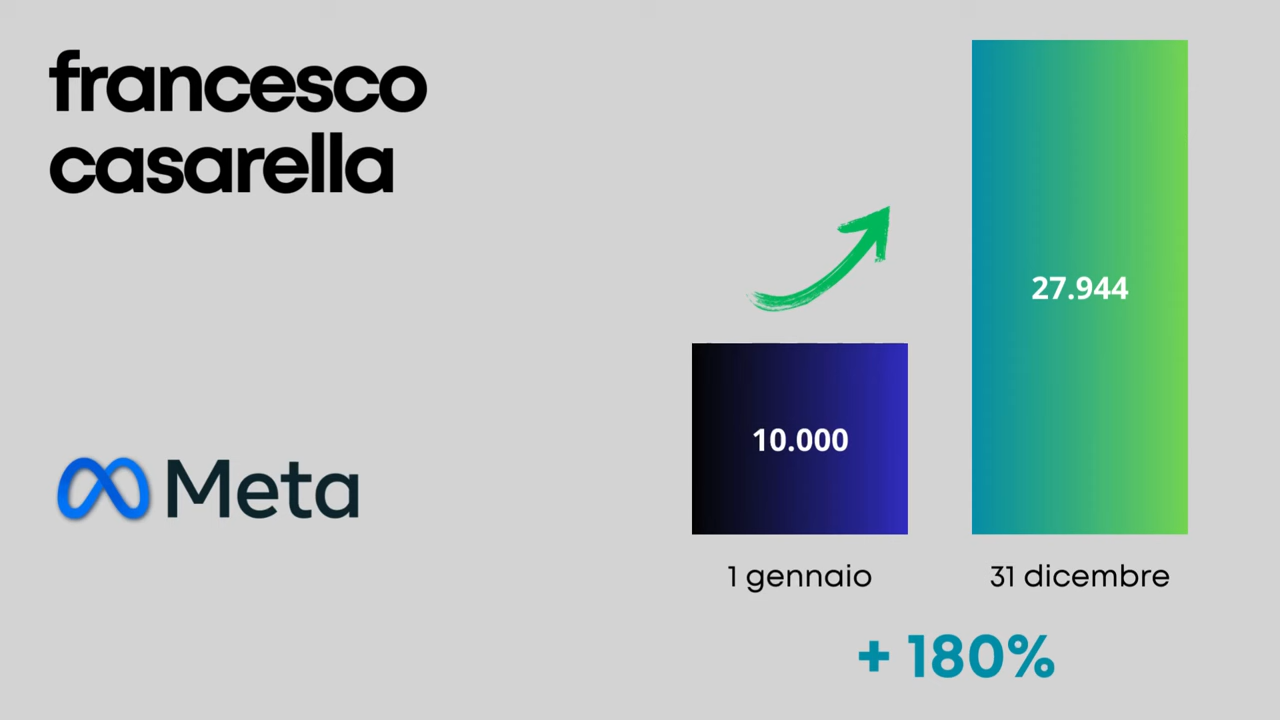 francesco
casarella
Meta
10.000
27.944
1 gennaio
31 dicembre
+ 180%